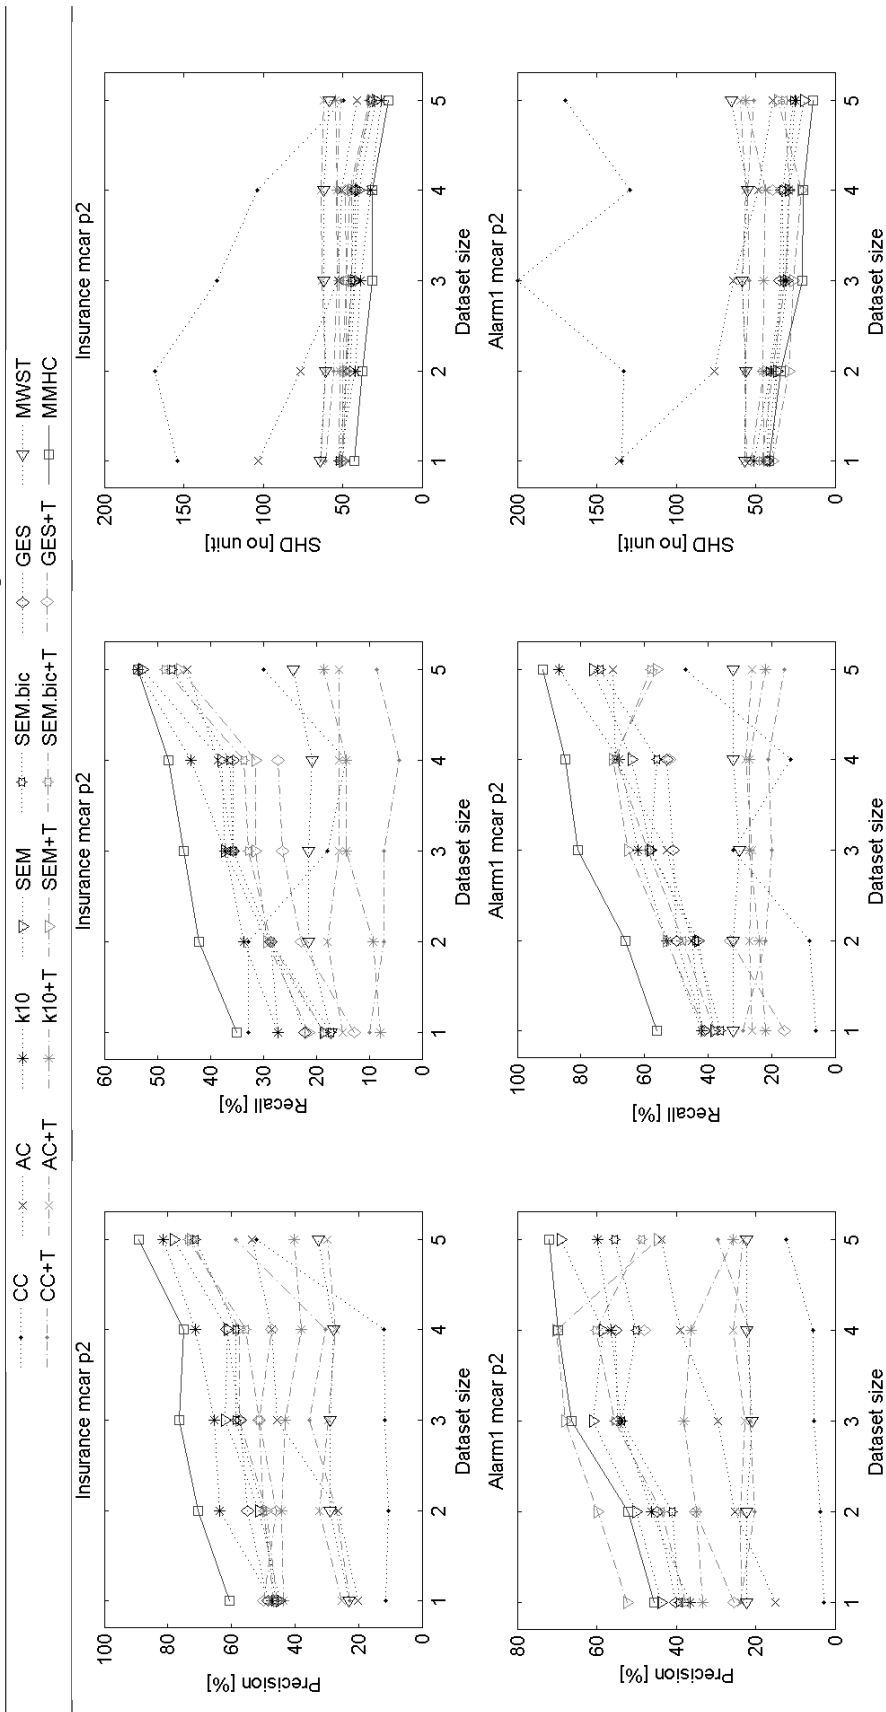 CC AC k10 SEM SEM.bic GES MWST
CC+T AC+T k10+T SEM+T SEM.bic+T GES+T MMHC
Insurance mcar p2
100
80
60
40
20
0
Precision [%]
1 2 3 4 5
Dataset size
Insurance mcar p2
60
50
40
30
20
10
0
Recall [%]
1 2 3 4 5
Dataset size
Insurance mcar p2
200
150
100
50
0
SHD [no unit]
1 2 3 4 5
Dataset size
Alarm1 mcar p2
80
60
40
20
0
Precision [%]
1 2 3 4 5
Dataset size
Alarm1 mcar p2
100
80
60
40
20
0
Recall [%]
1 2 3 4 5
Dataset size
Alarm1 mcar p2
200
150
100
50
0
SHD [no unit]
1 2 3 4 5
Dataset size